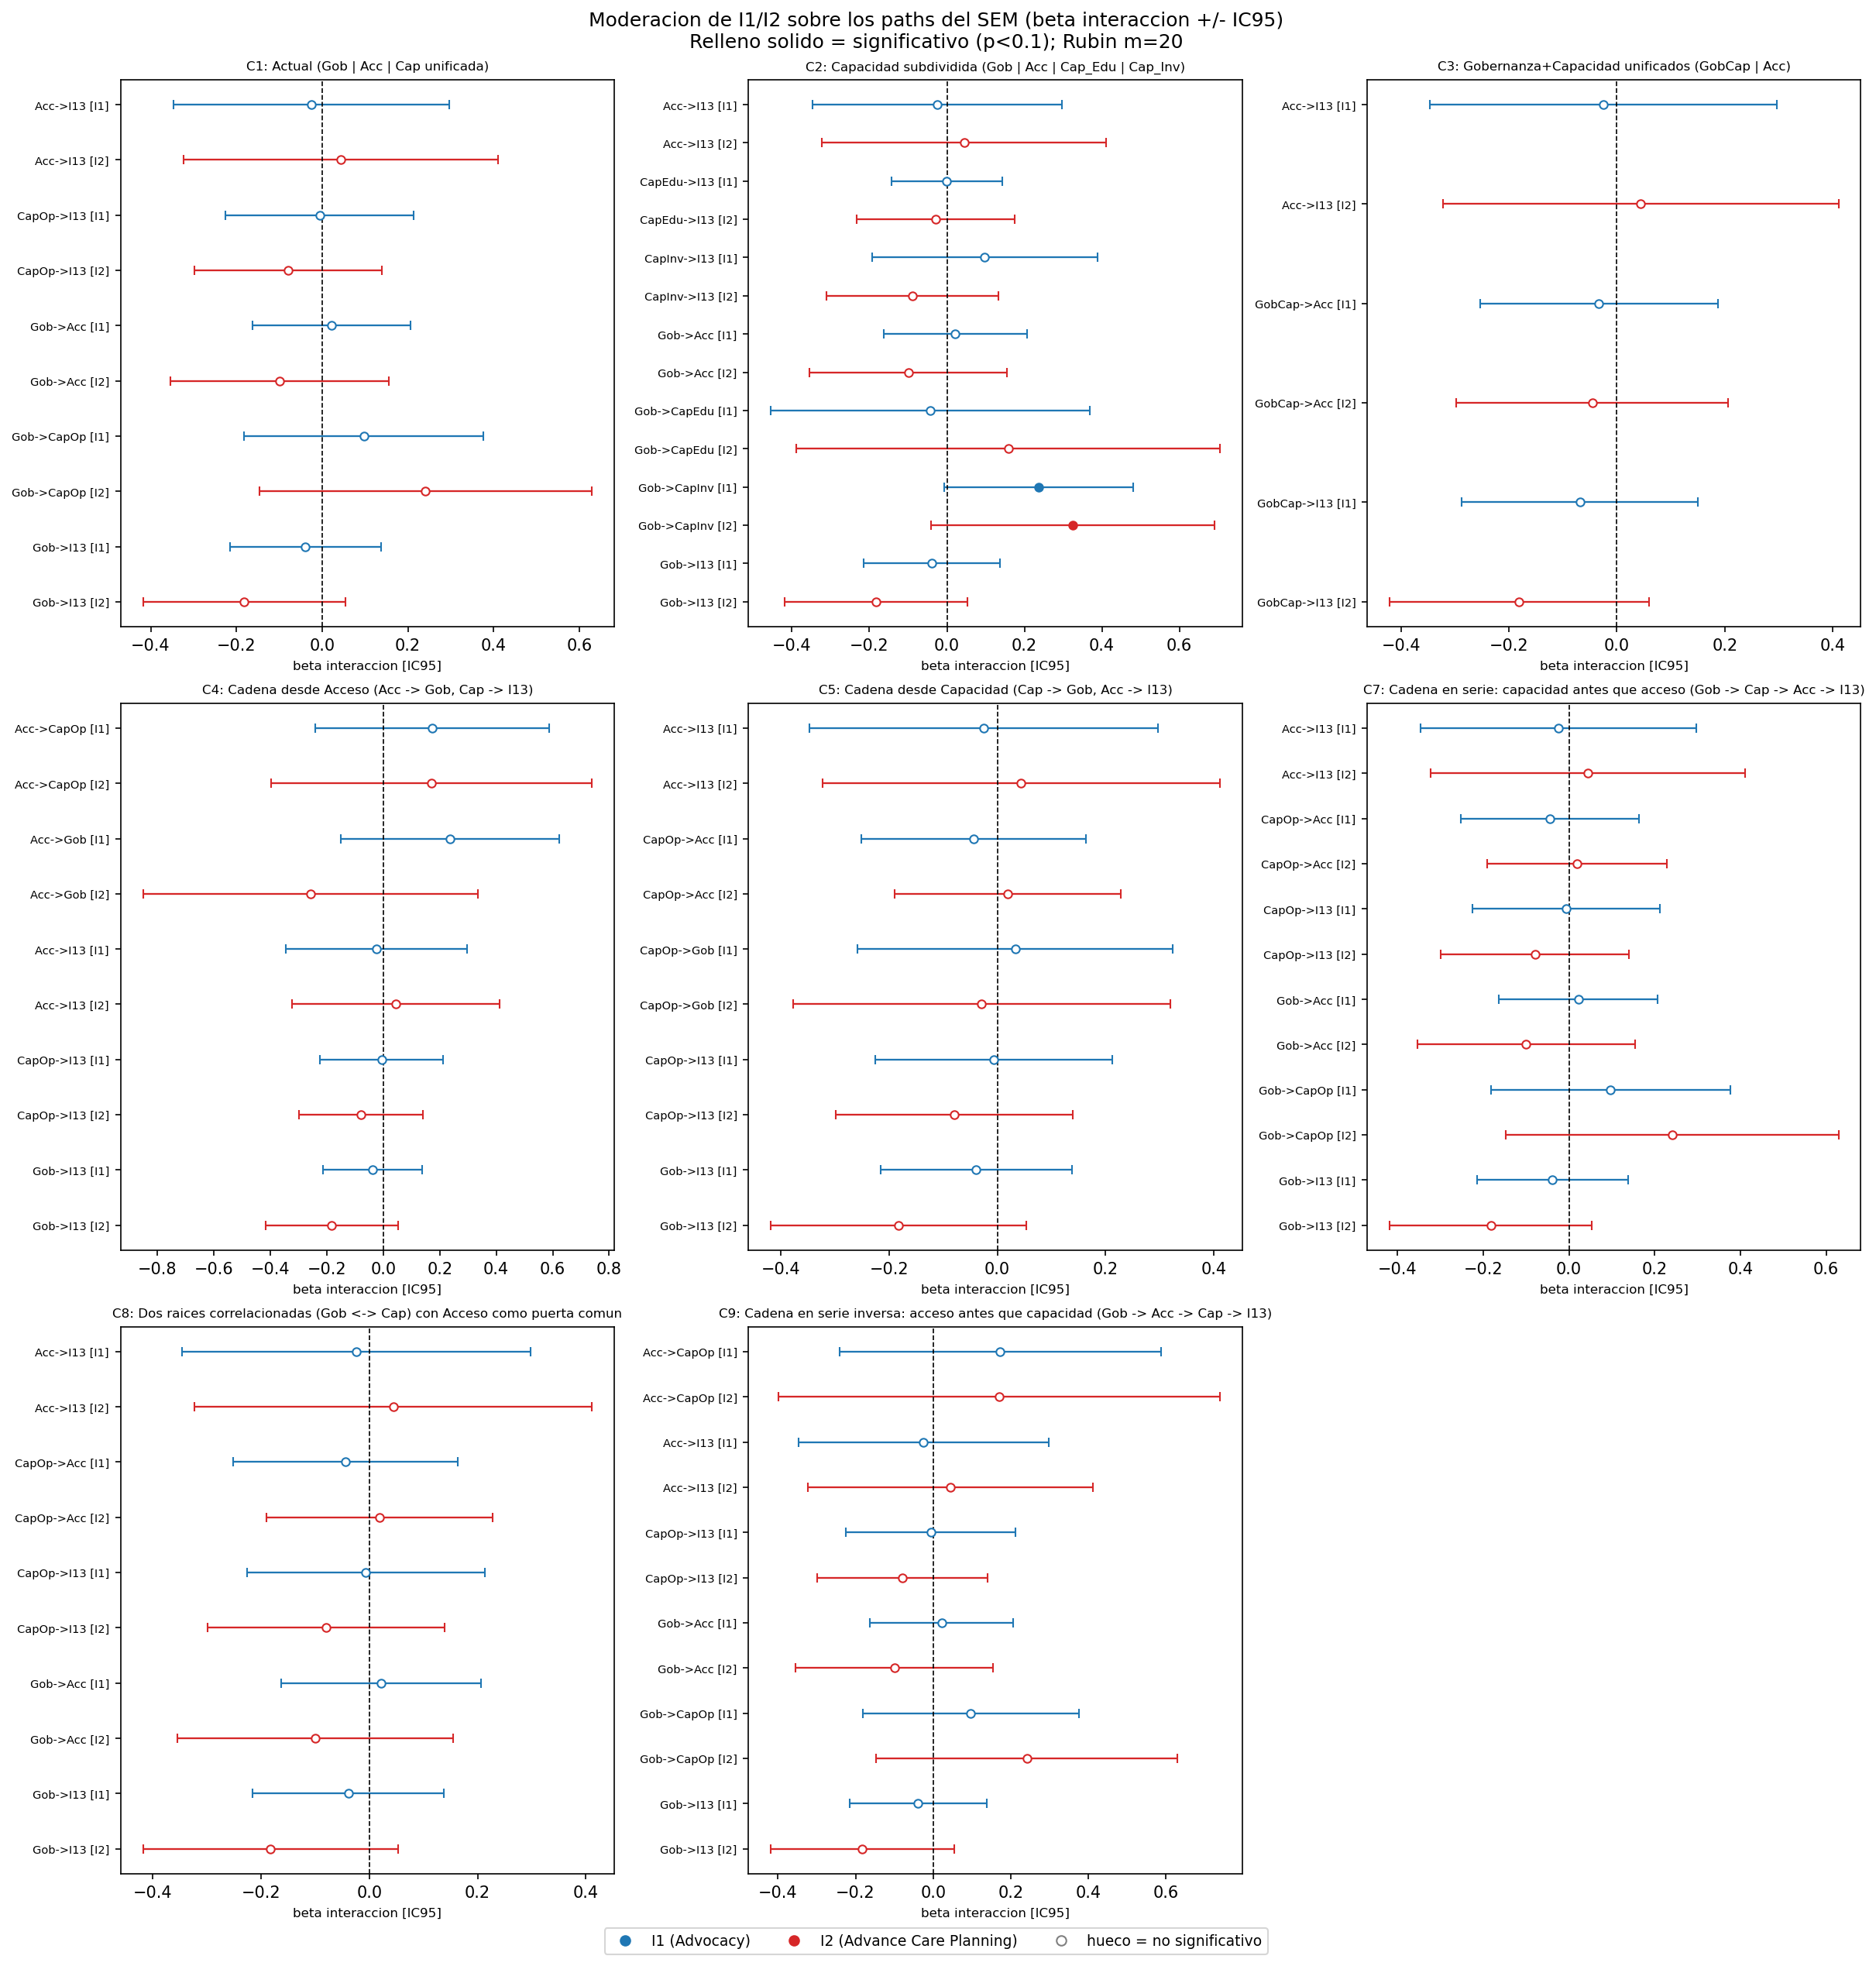 Moderacion de I1/I2 sobre los paths del SEM (beta interaccion +/- IC95)
Relleno solido = significativo (p<0.1); Rubin m=20
C1: Actual (Gob | Acc | Cap unificada)
Acc->I13 [I1]
Acc->I13 [I2]
CapOp->I13 [I1]
CapOp->I13 [I2]
Gob->Acc [I1]
Gob->Acc [I2]
Gob->CapOp [I1]
Gob->CapOp [I2]
Gob->I13 [I1]
Gob->I13 [I2]
−0.4 −0.2 0.0 0.2 0.4 0.6
beta interaccion [IC95]
C2: Capacidad subdividida (Gob | Acc | Cap_Edu | Cap_Inv)
Acc->I13 [I1]
Acc->I13 [I2]
CapEdu->I13 [I1]
CapEdu->I13 [I2]
CapInv->I13 [I1]
CapInv->I13 [I2]
Gob->Acc [I1]
Gob->Acc [I2]
Gob->CapEdu [I1]
Gob->CapEdu [I2]
Gob->CapInv [I1]
Gob->CapInv [I2]
Gob->I13 [I1]
Gob->I13 [I2]
−0.4 −0.2 0.0 0.2 0.4 0.6
beta interaccion [IC95]
C3: Gobernanza+Capacidad unificados (GobCap | Acc)
Acc->I13 [I1]
Acc->I13 [I2]
GobCap->Acc [I1]
GobCap->Acc [I2]
GobCap->I13 [I1]
GobCap->I13 [I2]
−0.4 −0.2 0.0 0.2 0.4
beta interaccion [IC95]
C4: Cadena desde Acceso (Acc -> Gob, Cap -> I13)
Acc->CapOp [I1]
Acc->CapOp [I2]
Acc->Gob [I1]
Acc->Gob [I2]
Acc->I13 [I1]
Acc->I13 [I2]
CapOp->I13 [I1]
CapOp->I13 [I2]
Gob->I13 [I1]
Gob->I13 [I2]
−0.8 −0.6 −0.4 −0.2 0.0 0.2 0.4 0.6 0.8
beta interaccion [IC95]
C5: Cadena desde Capacidad (Cap -> Gob, Acc -> I13)
Acc->I13 [I1]
Acc->I13 [I2]
CapOp->Acc [I1]
CapOp->Acc [I2]
CapOp->Gob [I1]
CapOp->Gob [I2]
CapOp->I13 [I1]
CapOp->I13 [I2]
Gob->I13 [I1]
Gob->I13 [I2]
−0.4 −0.2 0.0 0.2 0.4
beta interaccion [IC95]
C7: Cadena en serie: capacidad antes que acceso (Gob -> Cap -> Acc -> I13)
Acc->I13 [I1]
Acc->I13 [I2]
CapOp->Acc [I1]
CapOp->Acc [I2]
CapOp->I13 [I1]
CapOp->I13 [I2]
Gob->Acc [I1]
Gob->Acc [I2]
Gob->CapOp [I1]
Gob->CapOp [I2]
Gob->I13 [I1]
Gob->I13 [I2]
−0.4 −0.2 0.0 0.2 0.4 0.6
beta interaccion [IC95]
C8: Dos raices correlacionadas (Gob <-> Cap) con Acceso como puerta comun
Acc->I13 [I1]
Acc->I13 [I2]
CapOp->Acc [I1]
CapOp->Acc [I2]
CapOp->I13 [I1]
CapOp->I13 [I2]
Gob->Acc [I1]
Gob->Acc [I2]
Gob->I13 [I1]
Gob->I13 [I2]
−0.4 −0.2 0.0 0.2 0.4
beta interaccion [IC95]
C9: Cadena en serie inversa: acceso antes que capacidad (Gob -> Acc -> Cap -> I13)
Acc->CapOp [I1]
Acc->CapOp [I2]
Acc->I13 [I1]
Acc->I13 [I2]
CapOp->I13 [I1]
CapOp->I13 [I2]
Gob->Acc [I1]
Gob->Acc [I2]
Gob->CapOp [I1]
Gob->CapOp [I2]
Gob->I13 [I1]
Gob->I13 [I2]
−0.4 −0.2 0.0 0.2 0.4 0.6
beta interaccion [IC95]
I1 (Advocacy) I2 (Advance Care Planning) hueco = no significativo